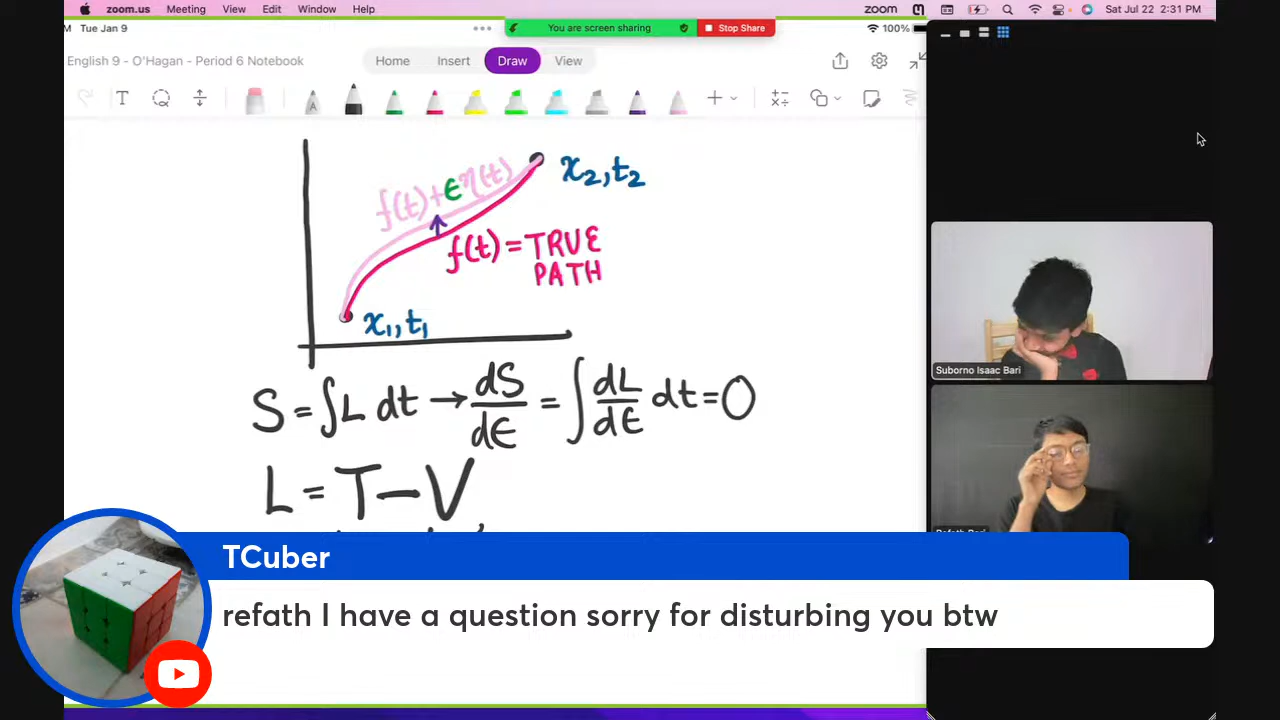 zoom.us Meeting View Edit Window Help
zoom Sat Jul 22 2:31 PM
Tue Jan 9
You are screen sharing Stop Share
100%
English 9 - O'Hagan - Period 6 Notebook
Home Insert Draw View
f(t)+εη(t)
x₂,t₂
f(t)=TRUE
PATH
x₁,t₁
S=∫L dt→dS/dε=∫dL/dε dt=0
L=T-V
Suborno Isaac Bari
TCuber
refath I have a question sorry for disturbing you btw